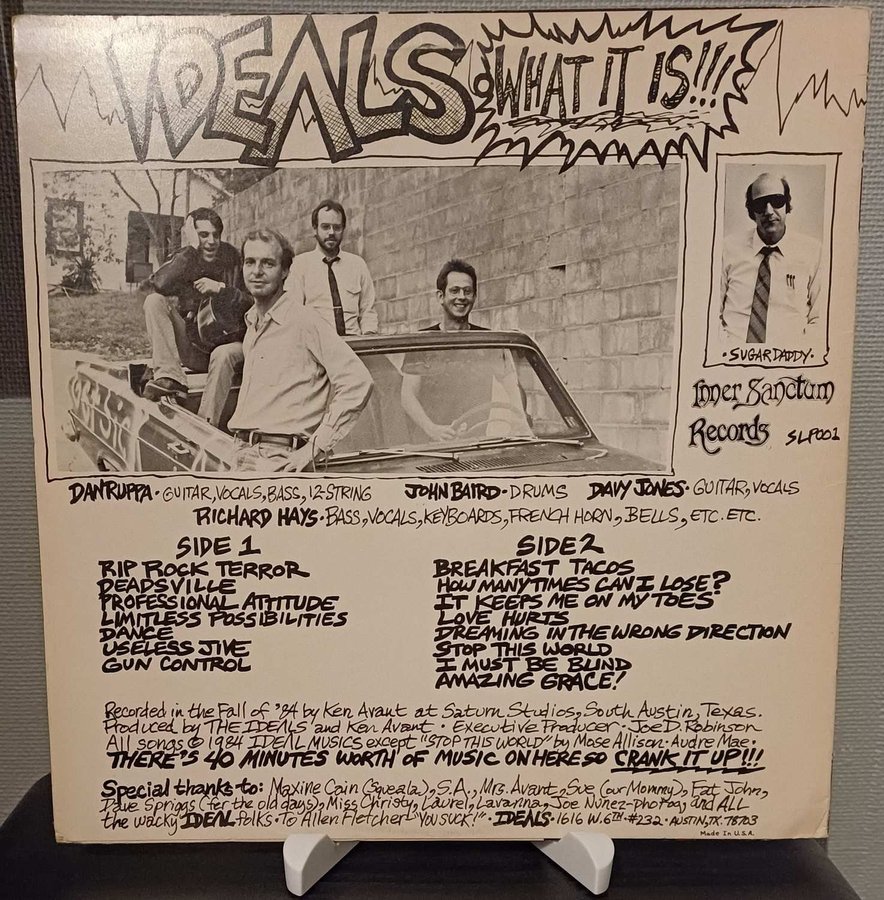 IDEALS WHAT IT IS!!!
·SUGARDADDY·
Inner Sanctum
Records SLP001
DAN RUPPA· GUITAR, VOCALS, BASS, 12-STRING JOHN BAIRD· DRUMS DAVY JONES· GUITAR, VOCALS
RICHARD HAYS· BASS, VOCALS, KEYBOARDS, FRENCH HORN, BELLS, ETC. ETC.
SIDE 1
RIP ROCK TERROR
DEADSVILLE
PROFESSIONAL ATTITUDE
LIMITLESS POSSIBILITIES
DANCE
USELESS JIVE
GUN CONTROL
SIDE 2
BREAKFAST TACOS
HOW MANY TIMES CAN I LOSE?
IT KEEPS ME ON MY TOES
LOVE HURTS
DREAMING IN THE WRONG DIRECTION
STOP THIS WORLD
I MUST BE BLIND
AMAZING GRACE!
Recorded in the Fall of '84 by Ken Avant at Saturn Studios, South Austin, Texas.
Produced by THE IDEALS and Ken Avant · Executive Producer · Joe D. Robinson
All songs © 1984 IDEAL MUSICS except "STOP THIS WORLD" by Mose Allison · Audre Mae ·
THERE'S 40 MINUTES WORTH OF MUSIC ON HERE SO CRANK IT UP!!!
Special thanks to: Maxine Cain (Squeala), S.A., Mrs. Avant, Sue (our Mommy), Fat John,
Dave Spriggs (fer the old days), Miss Christy, Laurel, Lavanna, Joe Nunez-photog, and ALL
the wacky IDEAL folks · To Allen Fletcher "You suck!" · IDEALS · 1616 W. 6TH · #232 · AUSTIN, TX. 78703
Made In U.S.A.